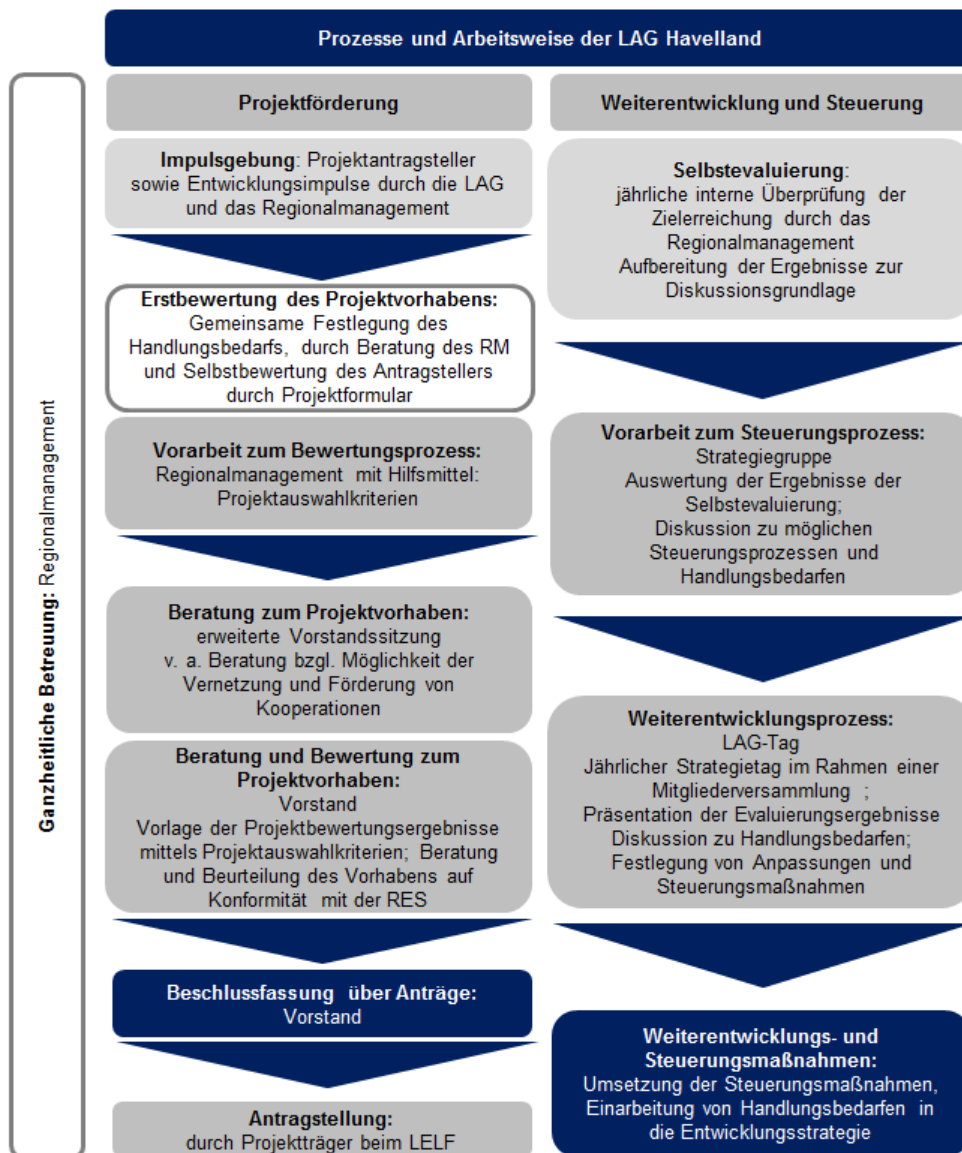 Prozesse und Arbeitsweise der LAG Havelland
Ganzheitliche Betreuung: Regionalmanagement
Projektförderung
Impulsgebung: Projektantragsteller
sowie Entwicklungsimpulse durch die LAG
und das Regionalmanagement
Erstbewertung des Projektvorhabens:
Gemeinsame Festlegung des
Handlungsbedarfs, durch Beratung des RM
und Selbstbewertung des Antragstellers
durch Projektformular
Vorarbeit zum Bewertungsprozess:
Regionalmanagement mit Hilfsmittel:
Projektauswahlkriterien
Beratung zum Projektvorhaben:
erweiterte Vorstandssitzung
v. a. Beratung bzgl. Möglichkeit der
Vernetzung und Förderung von
Kooperationen
Beratung und Bewertung zum
Projektvorhaben:
Vorstand
Vorlage der Projektbewertungsergebnisse
mittels Projektauswahlkriterien; Beratung
und Beurteilung des Vorhabens auf
Konformität mit der RES
Beschlussfassung über Anträge:
Vorstand
Antragstellung:
durch Projektträger beim LELF
Weiterentwicklung und Steuerung
Selbstevaluierung:
jährliche interne Überprüfung der
Zielerreichung durch das
Regionalmanagement
Aufbereitung der Ergebnisse zur
Diskussionsgrundlage
Vorarbeit zum Steuerungsprozess:
Strategiegruppe
Auswertung der Ergebnisse der
Selbstevaluierung;
Diskussion zu möglichen
Steuerungsprozessen und
Handlungsbedarfen
Weiterentwicklungsprozess:
LAG-Tag
Jährlicher Strategietag im Rahmen einer
Mitgliederversammlung ;
Präsentation der Evaluierungsergebnisse
Diskussion zu Handlungsbedarfen;
Festlegung von Anpassungen und
Steuerungsmaßnahmen
Weiterentwicklungs- und
Steuerungsmaßnahmen:
Umsetzung der Steuerungsmaßnahmen,
Einarbeitung von Handlungsbedarfen in
die Entwicklungsstrategie